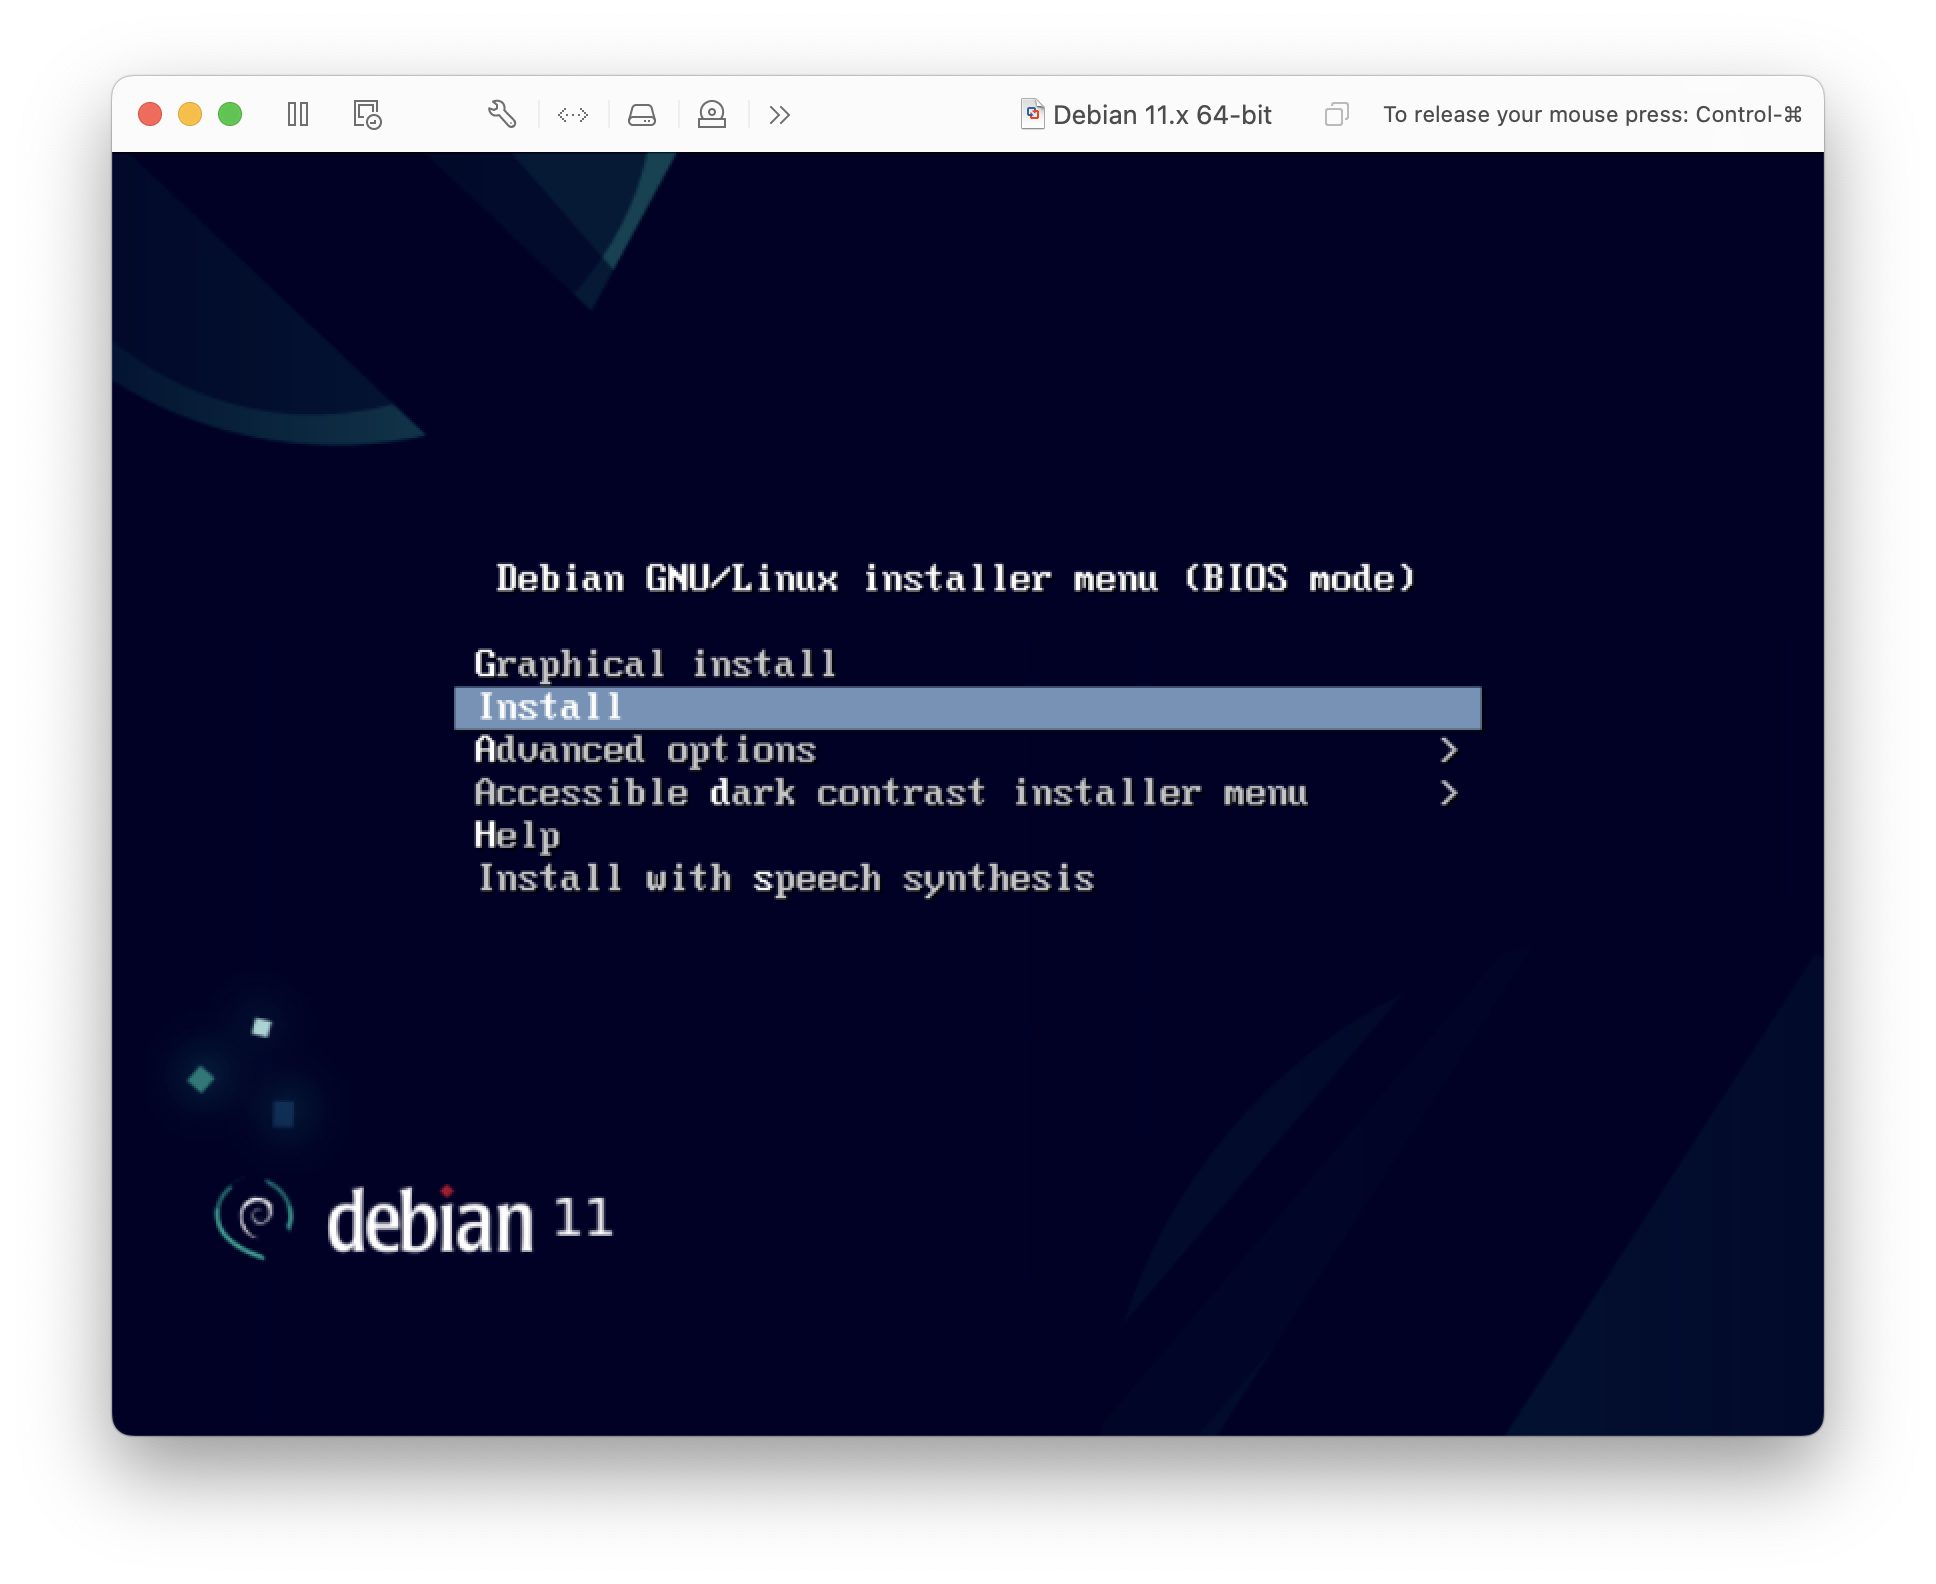 Debian 11.x 64-bit
To release your mouse press: Control-⌘
Debian GNU/Linux installer menu (BIOS mode)
Graphical install
Install
Advanced options >
Accessible dark contrast installer menu >
Help
Install with speech synthesis
debian 11